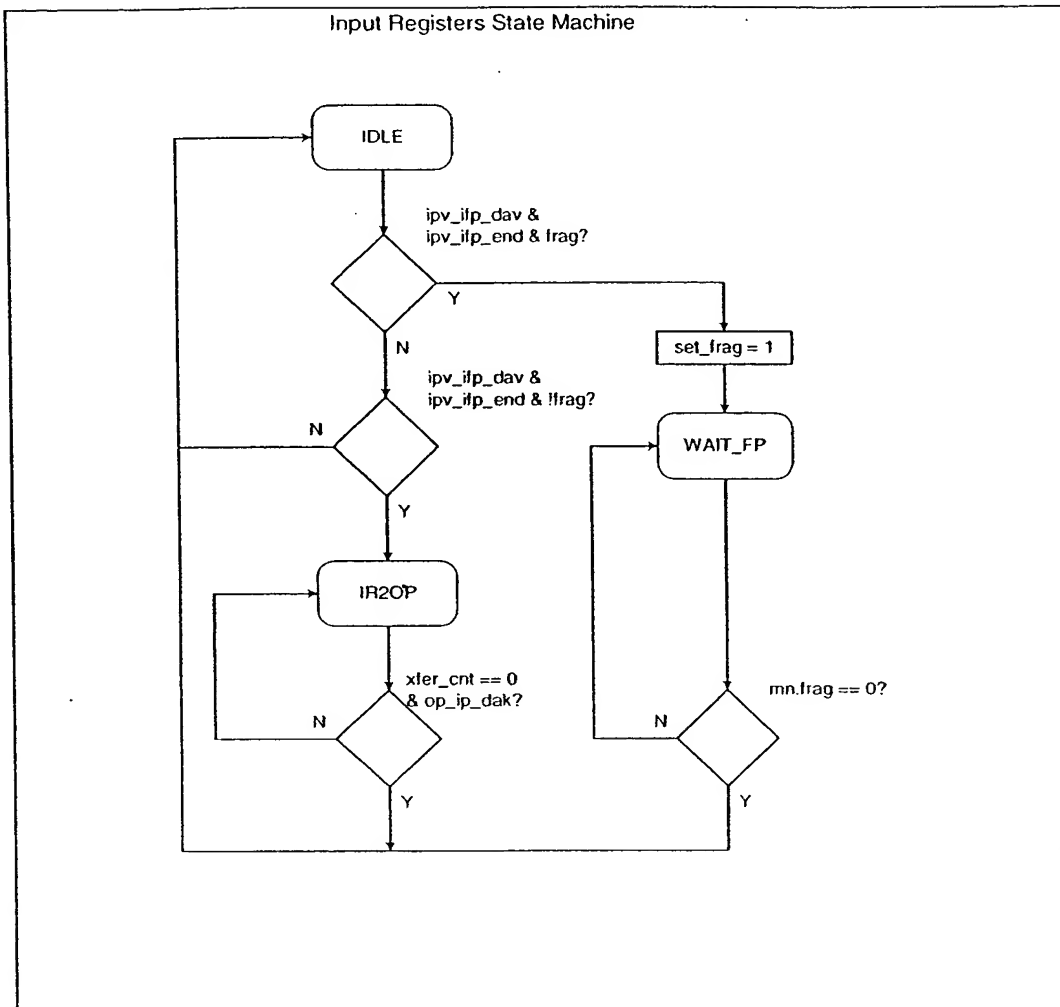 Input Registers State Machine
IDLE
ipv_ifp_dav &
ipv_ifp_end & frag?
Y
N
set_frag = 1
ipv_ifp_dav &
ipv_ifp_end & !frag?
N
WAIT_FP
Y
IR2OP
xfer_cnt == 0
& op_ip_dak?
mn.frag == 0?
N
N
Y
Y